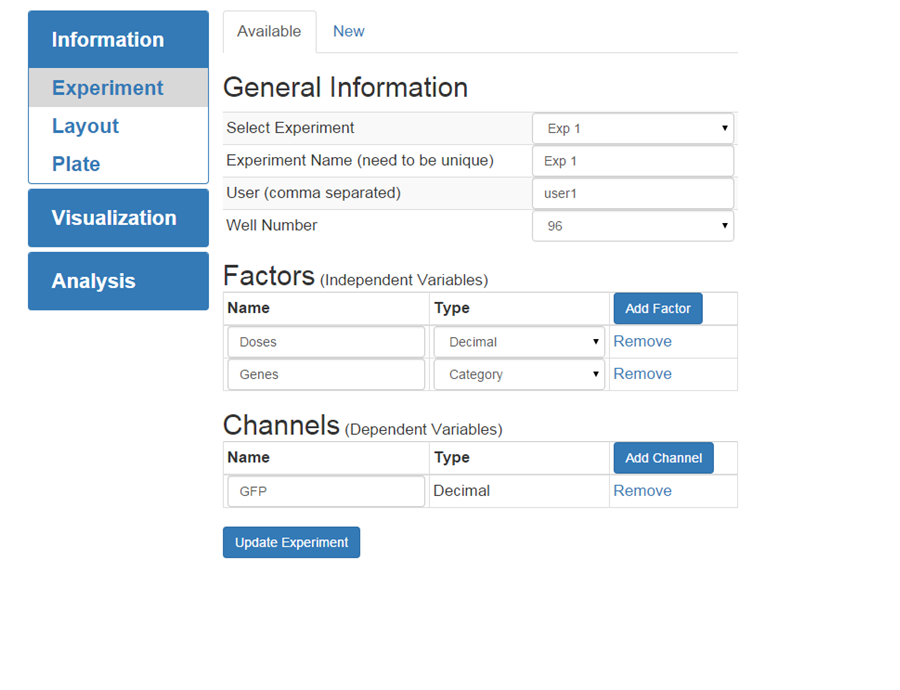 Information
Experiment
Layout
Plate
Visualization
Analysis
Available New
General Information
Select Experiment Exp 1
Experiment Name (need to be unique) Exp 1
User (comma separated) user1
Well Number 96
Factors (Independent Variables)
Name Type Add Factor
Doses Decimal Remove
Genes Category Remove
Channels (Dependent Variables)
Name Type Add Channel
GFP Decimal Remove
Update Experiment